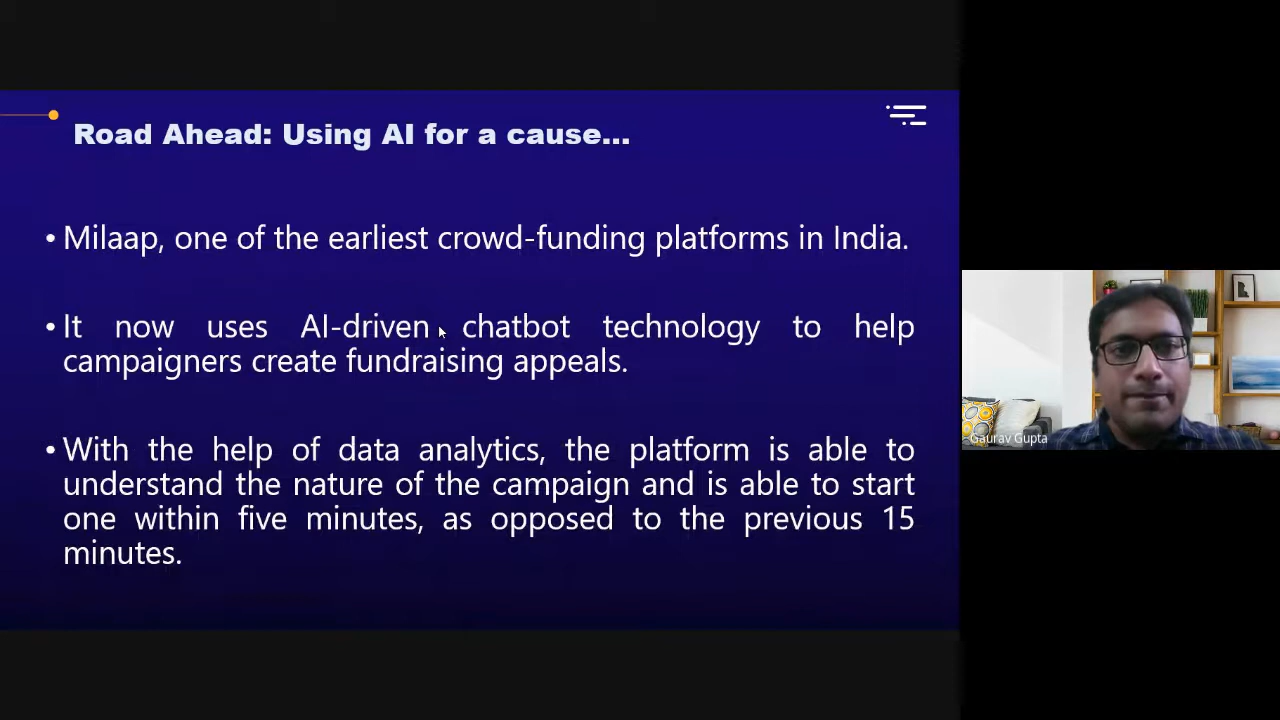 Road Ahead: Using AI for a cause...
• Milaap, one of the earliest crowd-funding platforms in India.
• It now uses AI-driven chatbot technology to help
campaigners create fundraising appeals.
• With the help of data analytics, the platform is able to
understand the nature of the campaign and is able to start
one within five minutes, as opposed to the previous 15
minutes.
Gaurav Gupta